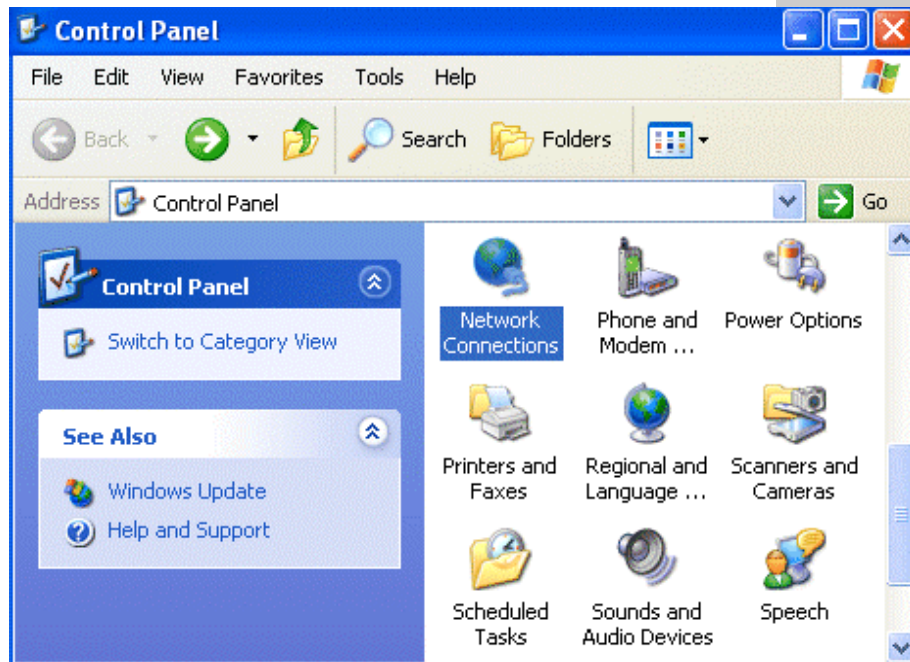 Control Panel
File Edit View Favorites Tools Help
Back Search Folders
Address Control Panel Go
Control Panel
Switch to Category View
See Also
Windows Update
Help and Support
Network
Connections
Phone and
Modem ...
Power Options
Printers and
Faxes
Regional and
Language ...
Scanners and
Cameras
Scheduled
Tasks
Sounds and
Audio Devices
Speech